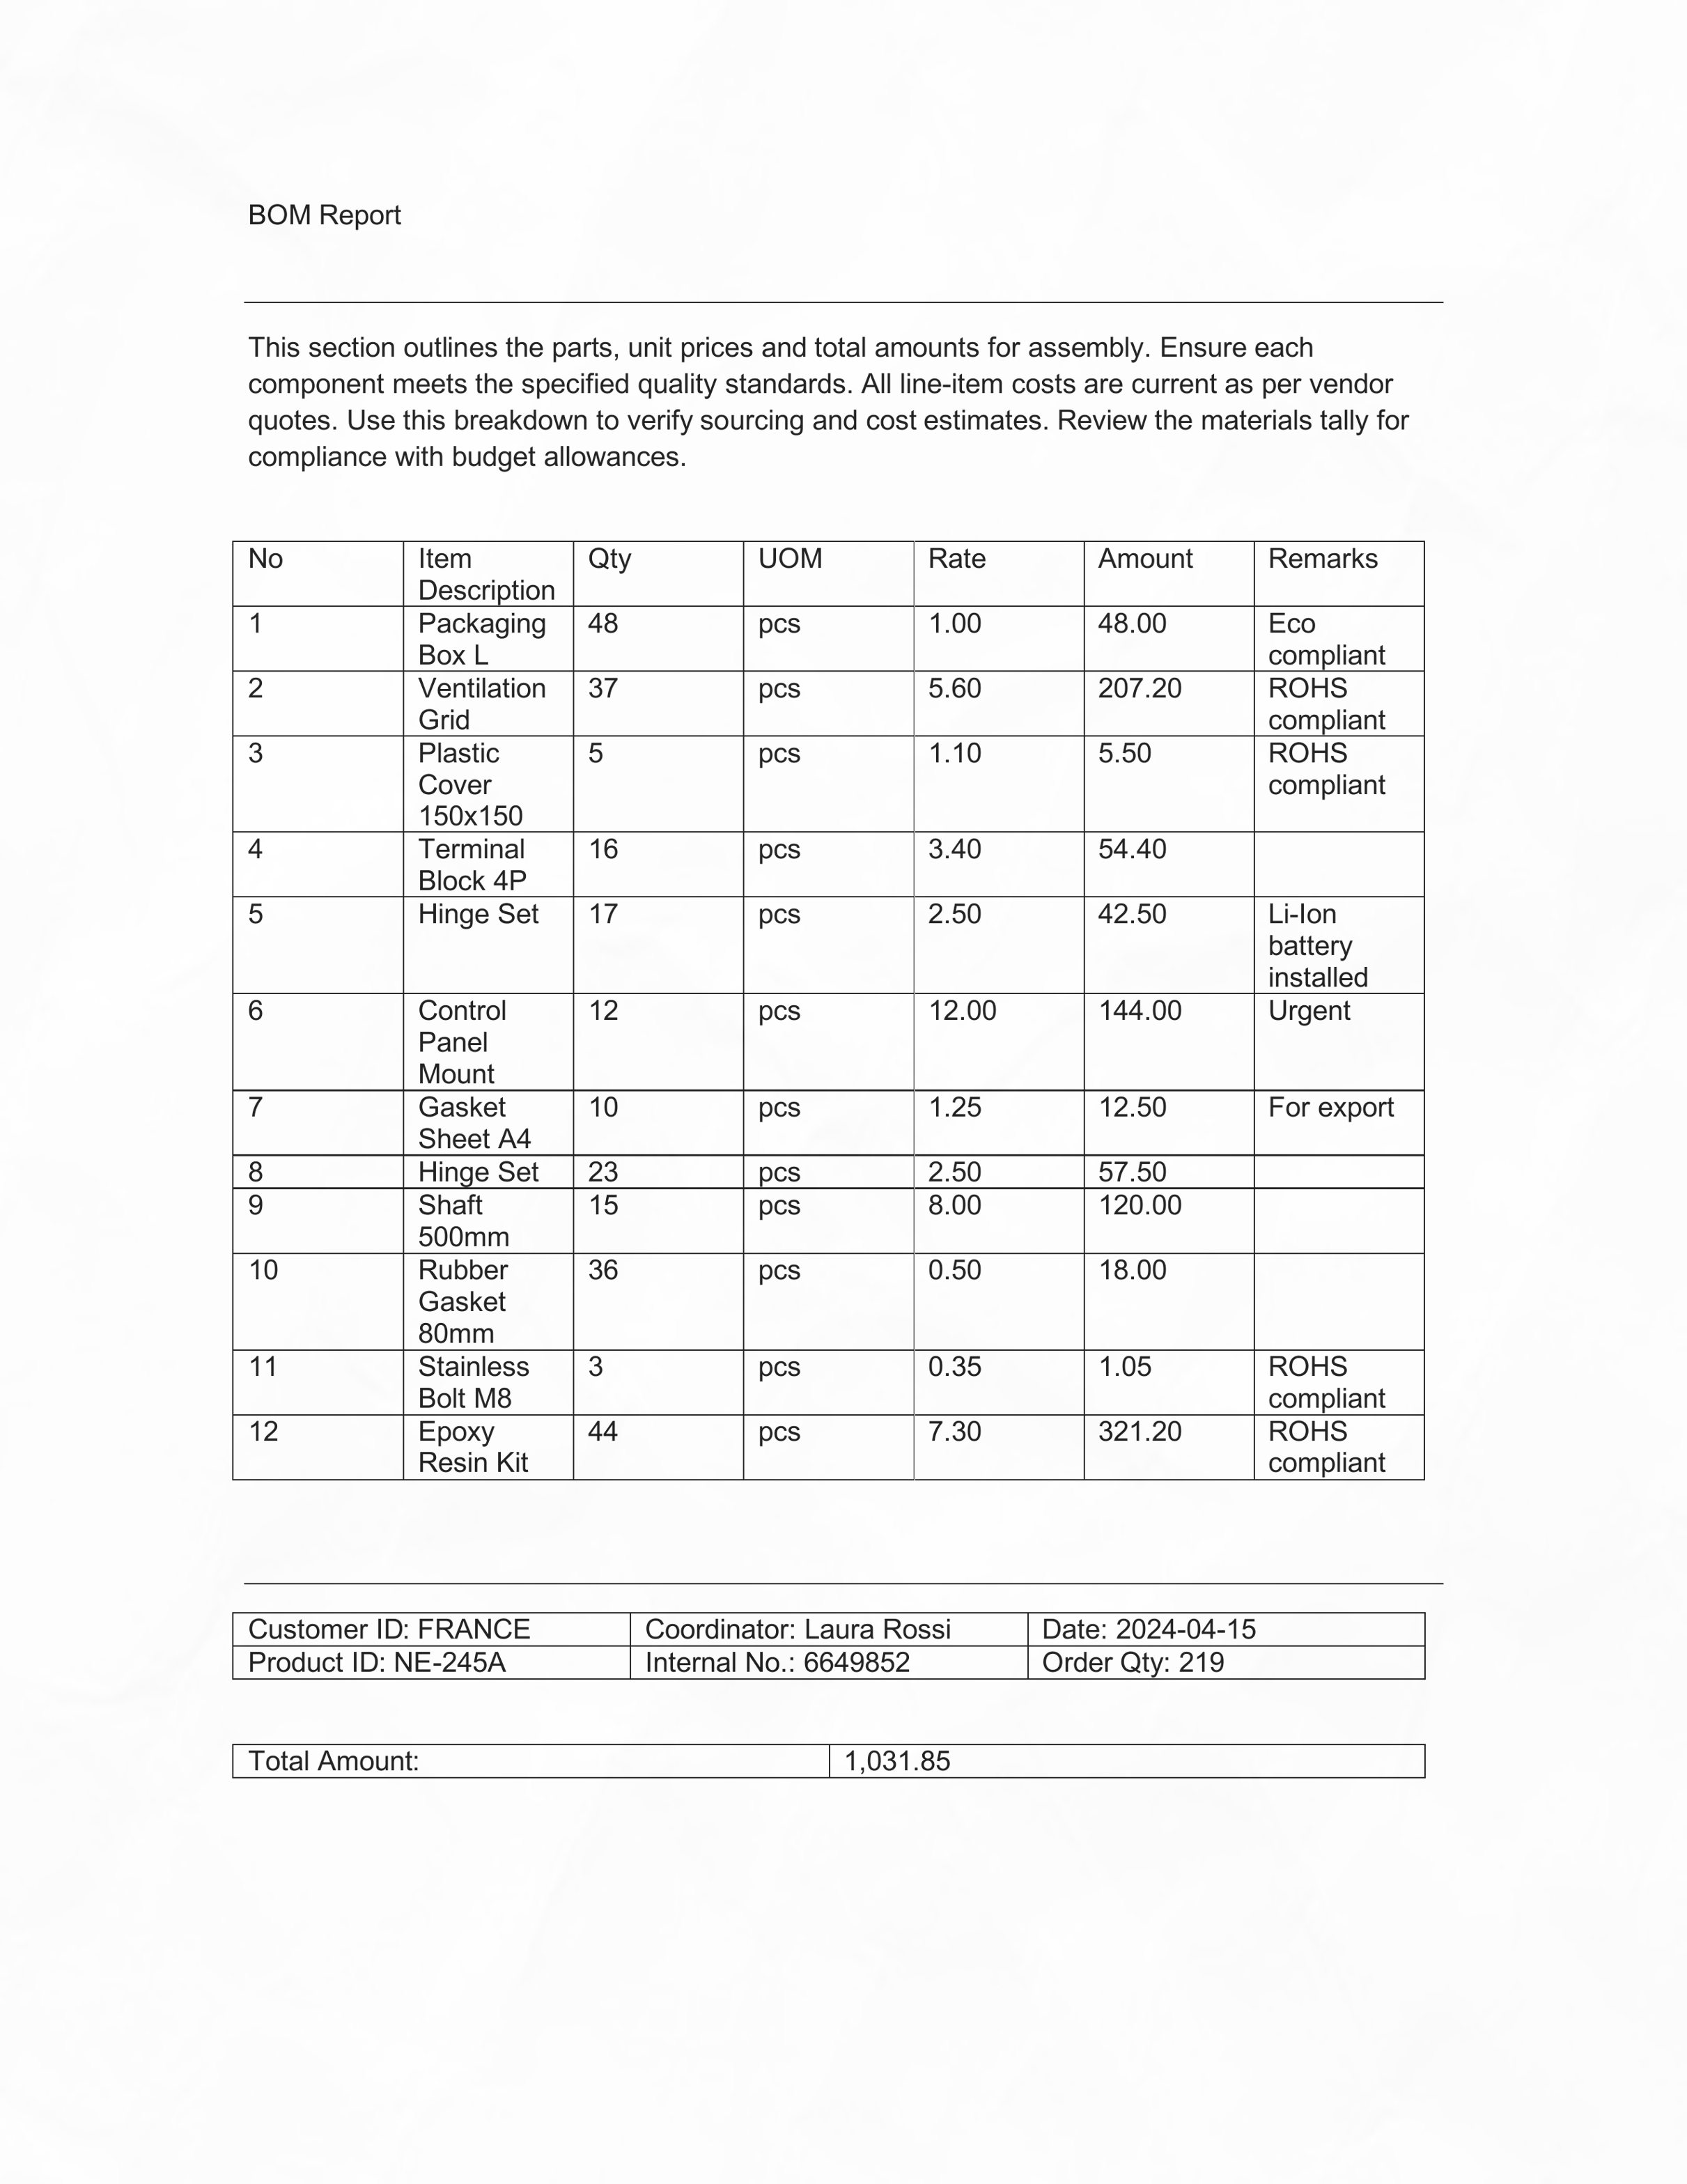 BOM Report
This section outlines the parts, unit prices and total amounts for assembly. Ensure each
component meets the specified quality standards. All line-item costs are current as per vendor
quotes. Use this breakdown to verify sourcing and cost estimates. Review the materials tally for
compliance with budget allowances.
No Item Description Qty UOM Rate Amount Remarks
1 Packaging Box L 48 pcs 1.00 48.00 Eco compliant
2 Ventilation Grid 37 pcs 5.60 207.20 ROHS compliant
3 Plastic Cover 150x150 5 pcs 1.10 5.50 ROHS compliant
4 Terminal Block 4P 16 pcs 3.40 54.40
5 Hinge Set 17 pcs 2.50 42.50 Li-Ion battery installed
6 Control Panel Mount 12 pcs 12.00 144.00 Urgent
7 Gasket Sheet A4 10 pcs 1.25 12.50 For export
8 Hinge Set 23 pcs 2.50 57.50
9 Shaft 500mm 15 pcs 8.00 120.00
10 Rubber Gasket 80mm 36 pcs 0.50 18.00
11 Stainless Bolt M8 3 pcs 0.35 1.05 ROHS compliant
12 Epoxy Resin Kit 44 pcs 7.30 321.20 ROHS compliant
Customer ID: FRANCE Coordinator: Laura Rossi Date: 2024-04-15
Product ID: NE-245A Internal No.: 6649852 Order Qty: 219
Total Amount: 1,031.85